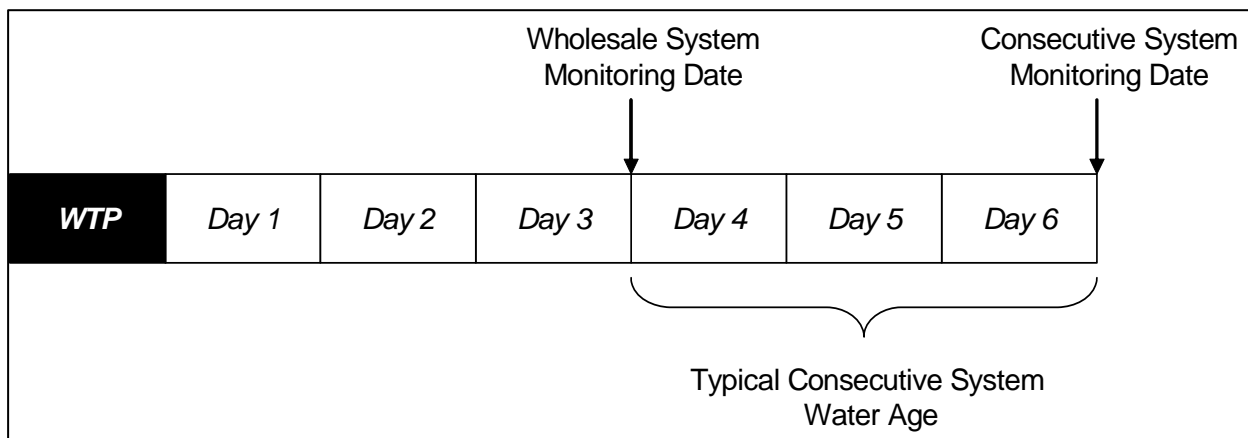 Wholesale System
Monitoring Date
Consecutive System
Monitoring Date
WTP
Day 1
Day 2
Day 3
Day 4
Day 5
Day 6
Typical Consecutive System
Water Age